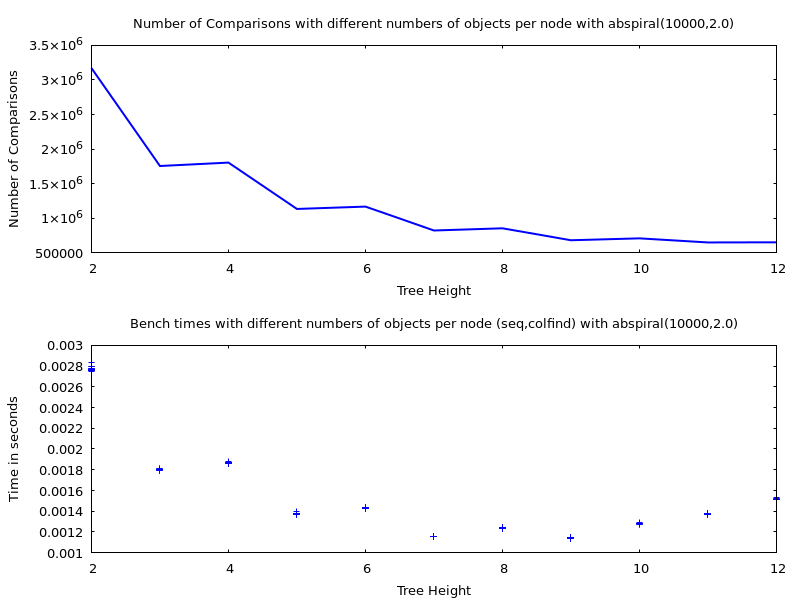 Number of Comparisons with different numbers of objects per node with abspiral(10000,2.0)
3.5×10⁶
3×10⁶
2.5×10⁶
2×10⁶
1.5×10⁶
1×10⁶
500000
Number of Comparisons
2 4 6 8 10 12
Tree Height
Bench times with different numbers of objects per node (seq,colfind) with abspiral(10000,2.0)
0.003
0.0028
0.0026
0.0024
0.0022
0.002
0.0018
0.0016
0.0014
0.0012
0.001
Time in seconds
2 4 6 8 10 12
Tree Height